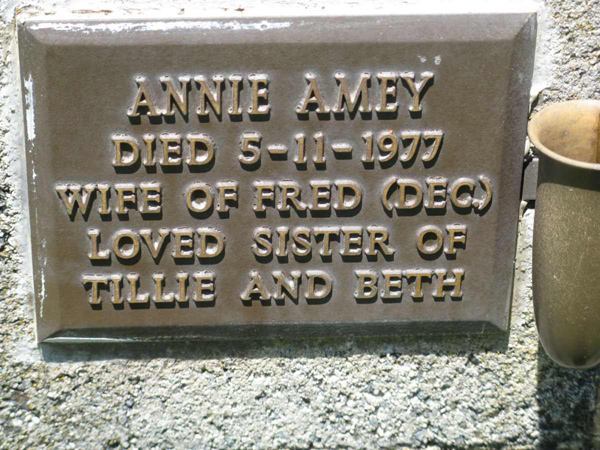 ANNIE AMEY
DIED 5-11-1977
WIFE OF FRED (DEC.)
LOVED SISTER OF
TILLIE AND BETH